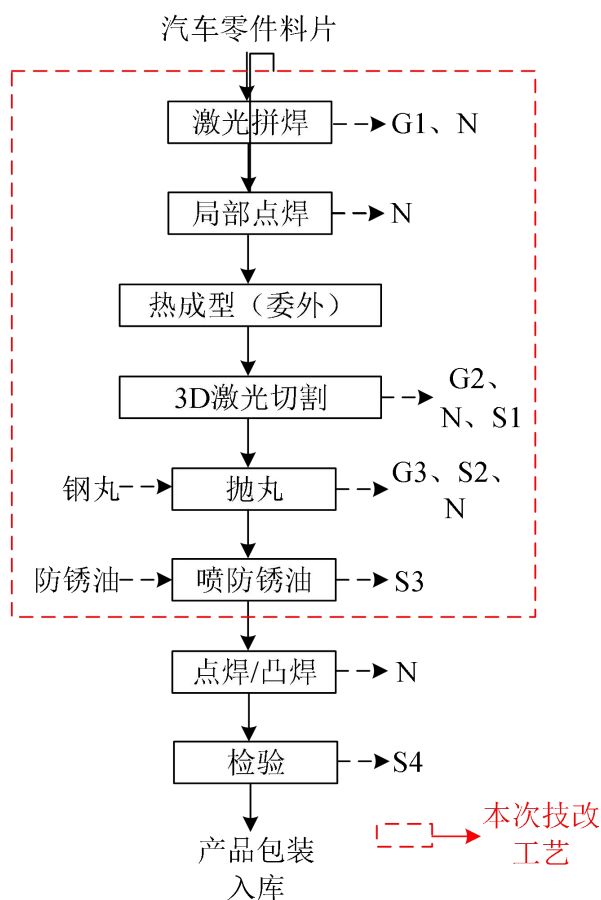 汽车零件料片
激光拼焊
G1、N
局部点焊
N
热成型（委外）
3D激光切割
G2、
N、S1
钢丸
抛丸
G3、S2、
N
防锈油
喷防锈油
S3
点焊/凸焊
N
检验
S4
产品包装
入库
本次技改
工艺